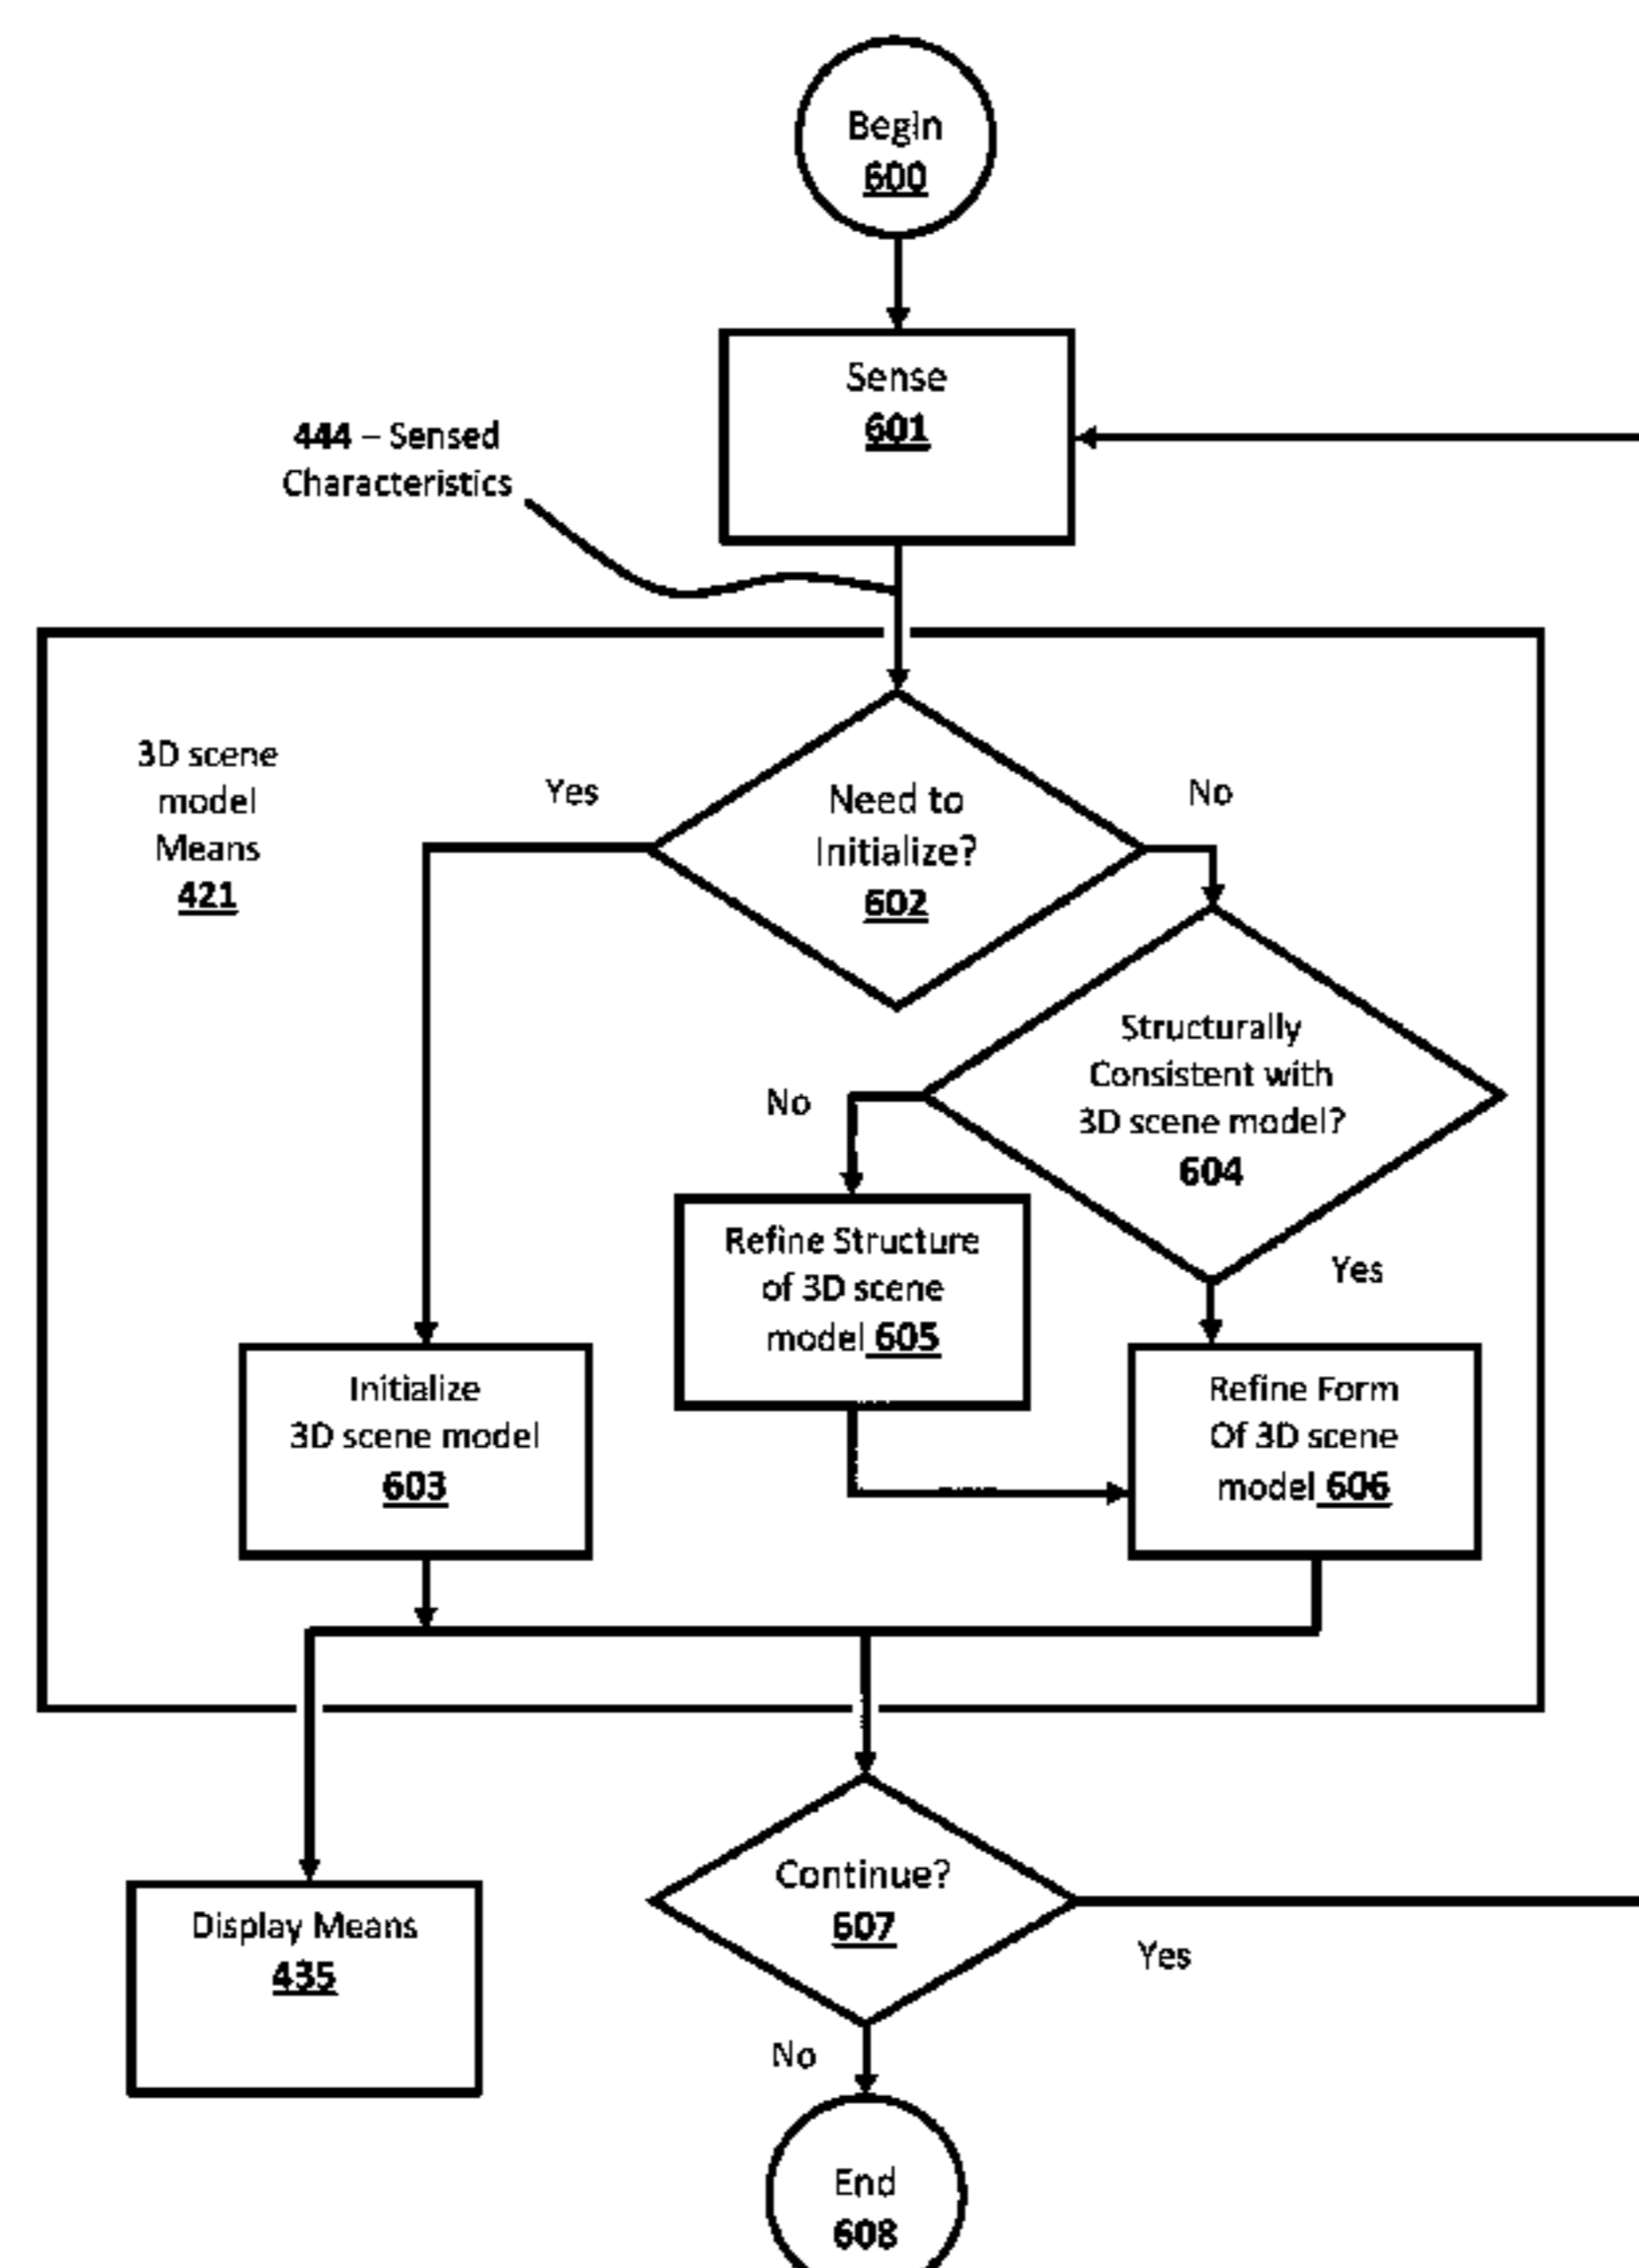 Begin
600
Sense
601
444 – Sensed
Characteristics
3D scene
model
Means
421
Yes
Need to
Initialize?
602
No
Structurally
Consistent with
3D scene model?
604
No
Yes
Refine Structure
of 3D scene
model 605
Initialize
3D scene model
603
Refine Form
Of 3D scene
model 606
Continue?
607
Yes
Display Means
435
No
End
608